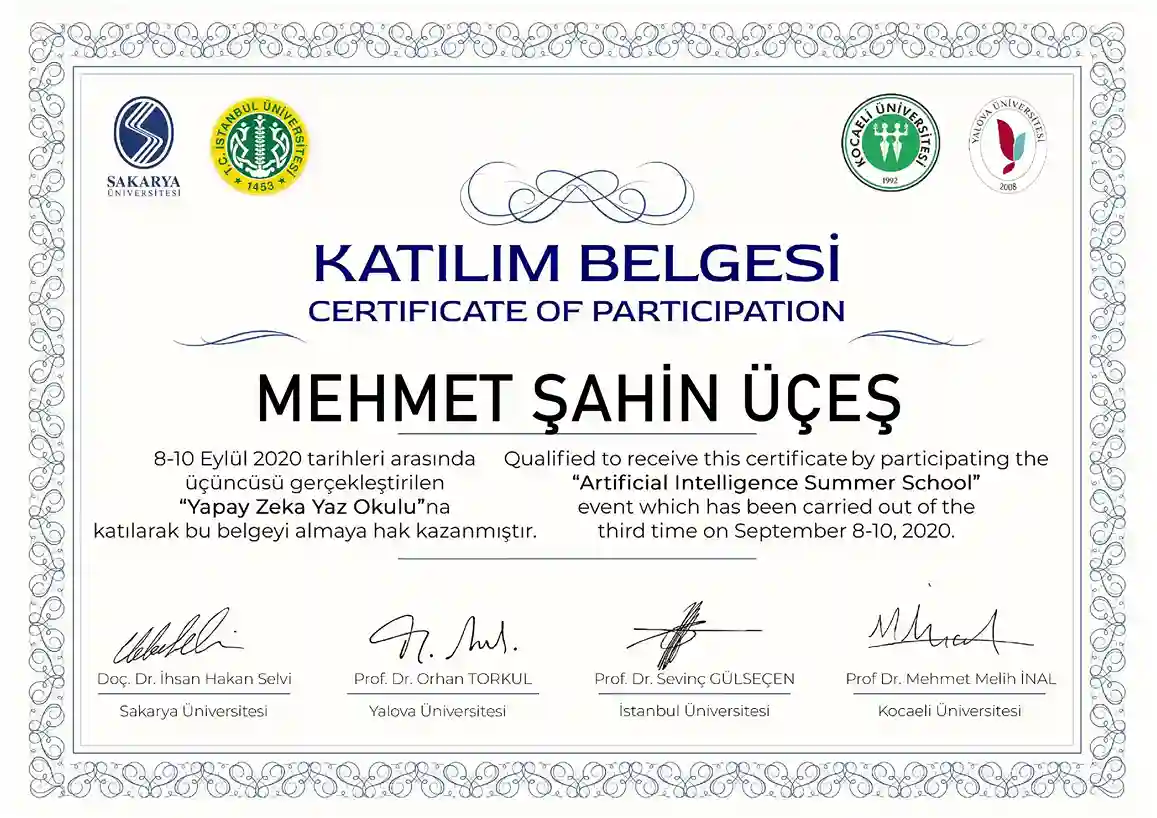 SAKARYA
ÜNİVERSİTESİ
T.C. İSTANBUL ÜNİVERSİTESİ
★ 1453 ★
KOCAELİ ÜNİVERSİTESİ
1992
YALOVA ÜNİVERSİTESİ
2008
KATILIM BELGESİ
CERTIFICATE OF PARTICIPATION
MEHMET ŞAHİN ÜÇEŞ
8-10 Eylül 2020 tarihleri arasında
üçüncüsü gerçekleştirilen
“Yapay Zeka Yaz Okulu”na
katılarak bu belgeyi almaya hak kazanmıştır.
Qualified to receive this certificate by participating the
“Artificial Intelligence Summer School”
event which has been carried out of the
third time on September 8-10, 2020.
Doç. Dr. İhsan Hakan Selvi
Sakarya Üniversitesi
Prof. Dr. Orhan TORKUL
Yalova Üniversitesi
Prof. Dr. Sevinç GÜLSEÇEN
İstanbul Üniversitesi
Prof Dr. Mehmet Melih İNAL
Kocaeli Üniversitesi